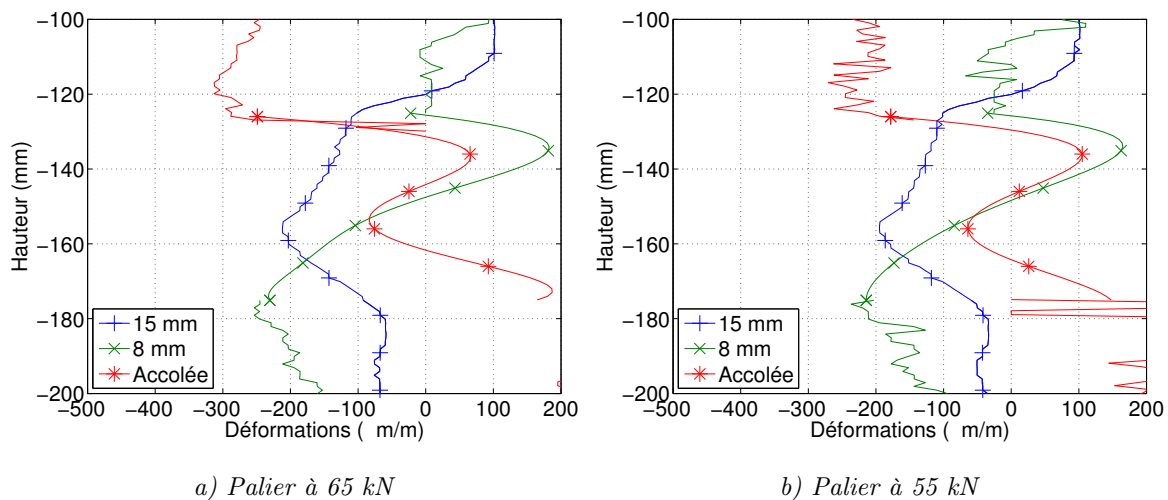 −100
−120
−140
−160
−180
−200
Hauteur (mm)
−500 −400 −300 −200 −100 0 100 200
Déformations ( m/m)
15 mm
8 mm
Accolée
a) Palier à 65 kN
−100
−120
−140
−160
−180
−200
Hauteur (mm)
−500 −400 −300 −200 −100 0 100 200
Déformations ( m/m)
15 mm
8 mm
Accolée
b) Palier à 55 kN